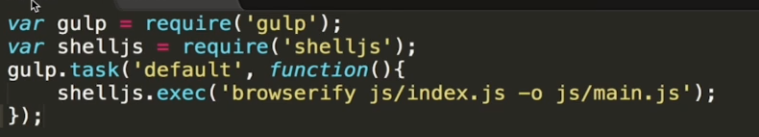 var gulp = require('gulp');
var shelljs = require('shelljs');
gulp.task('default', function(){
    shelljs.exec('browserify js/index.js -o js/main.js');
});